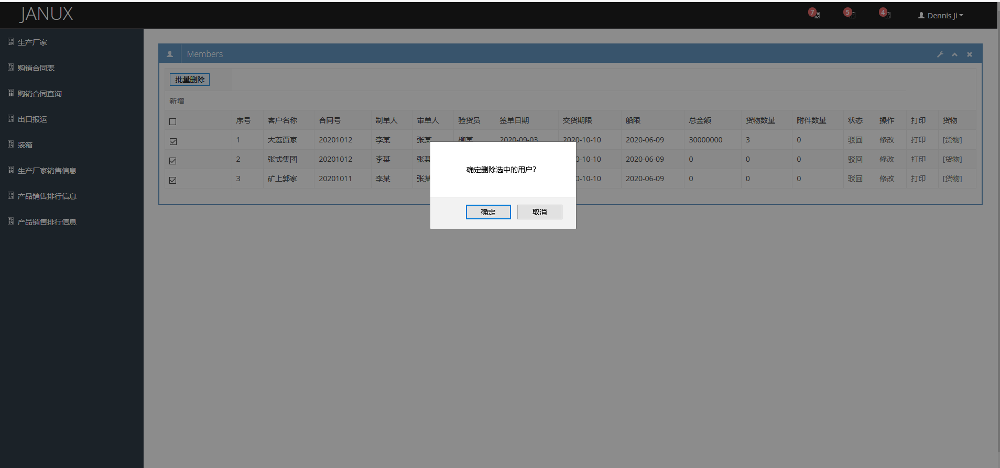 JANUX
7 5 4 Dennis Ji
生产厂家
购销合同表
购销合同查询
出口报运
装箱
生产厂家销售信息
产品销售排行信息
产品销售排行信息
Members
批量删除
新增
序号 客户名称 合同号 制单人 审单人 验货员 签单日期 交货期限 船限 总金额 货物数量 附件数量 状态 操作 打印 货物
1 大荔贾家 20201012 李某 张某 柳某 2020-09-03 2020-10-10 2020-06-09 30000000 3 0 驳回 修改 打印 [货物]
2 张式集团 20201012 李某 张某 0-10-10 2020-06-09 0 0 0 驳回 修改 打印 [货物]
3 矿上郭家 20201011 李某 张某 0-10-10 2020-06-09 0 0 0 驳回 修改 打印 [货物]
确定删除选中的用户?
确定 取消